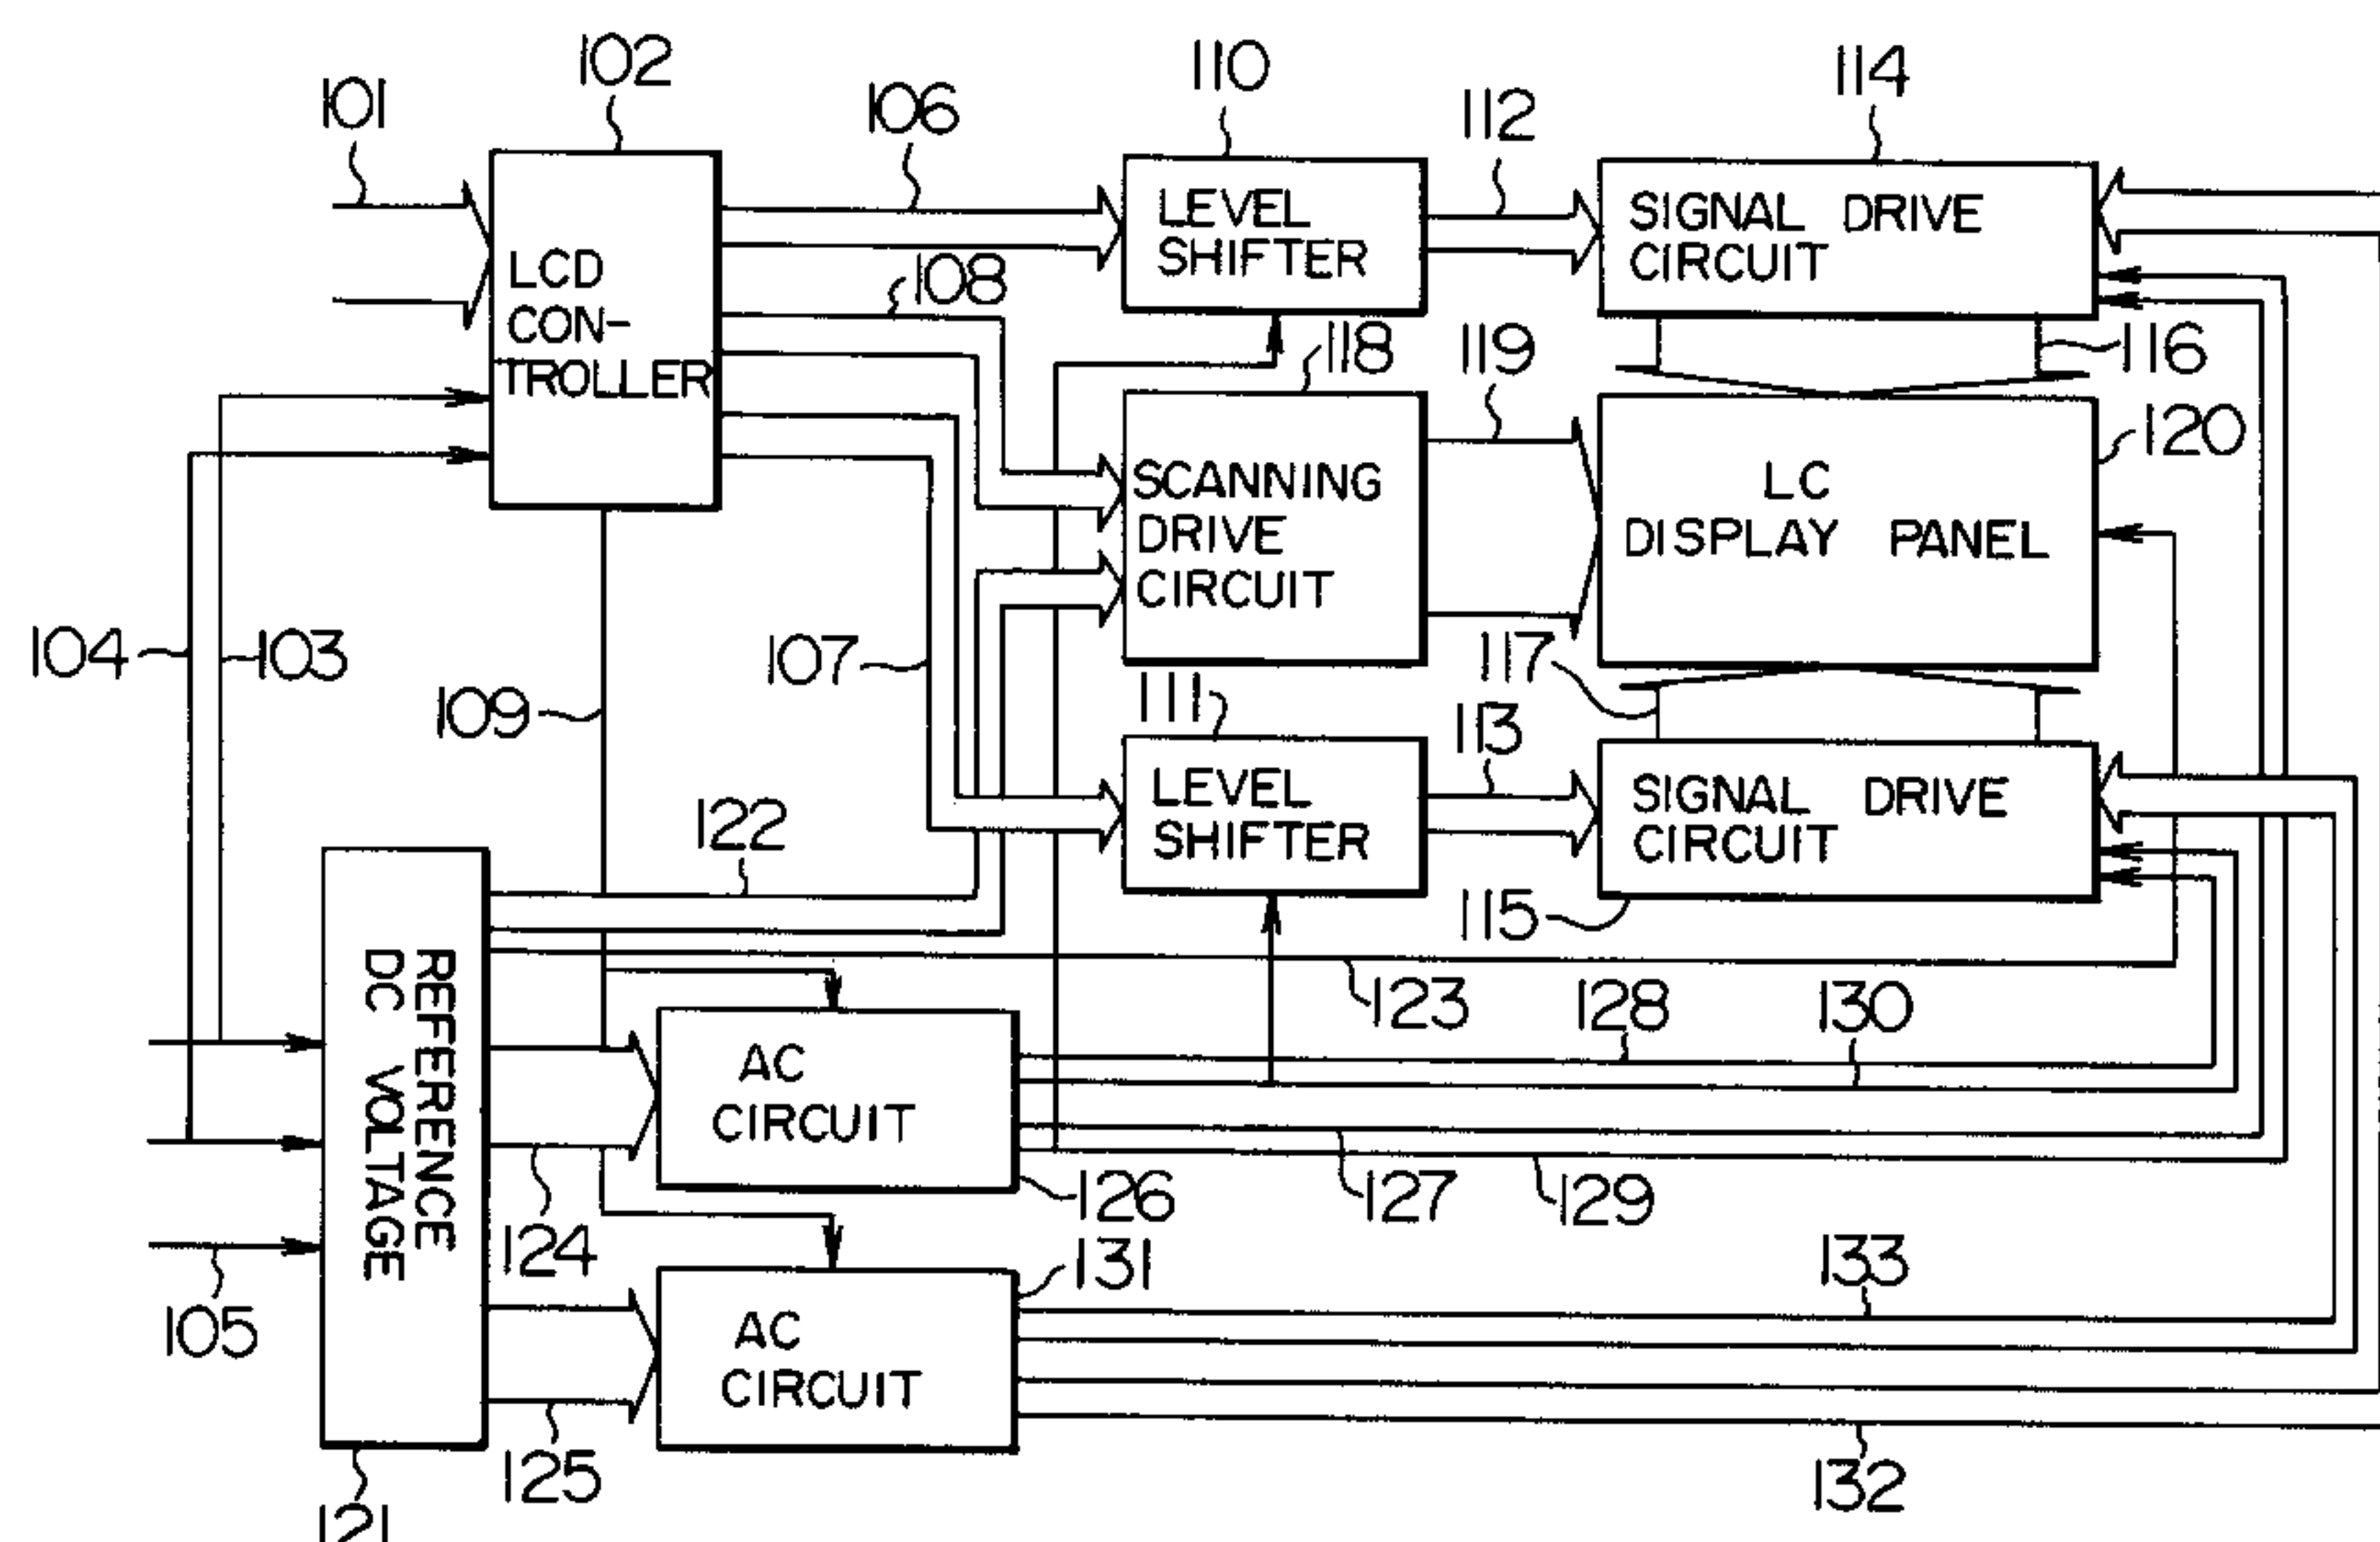 102
110
114
101
106
112
LEVEL
SHIFTER
SIGNAL DRIVE
CIRCUIT
LCD
CON-
TROLLER
108
118
119
116
120
SCANNING
DRIVE
CIRCUIT
LC
DISPLAY PANEL
104
103
107
109
117
111
113
LEVEL
SHIFTER
SIGNAL DRIVE
CIRCUIT
122
115
REFERENCE
DC VOLTAGE
123
128
130
AC
CIRCUIT
126
127
129
124
105
131
133
AC
CIRCUIT
125
132
121